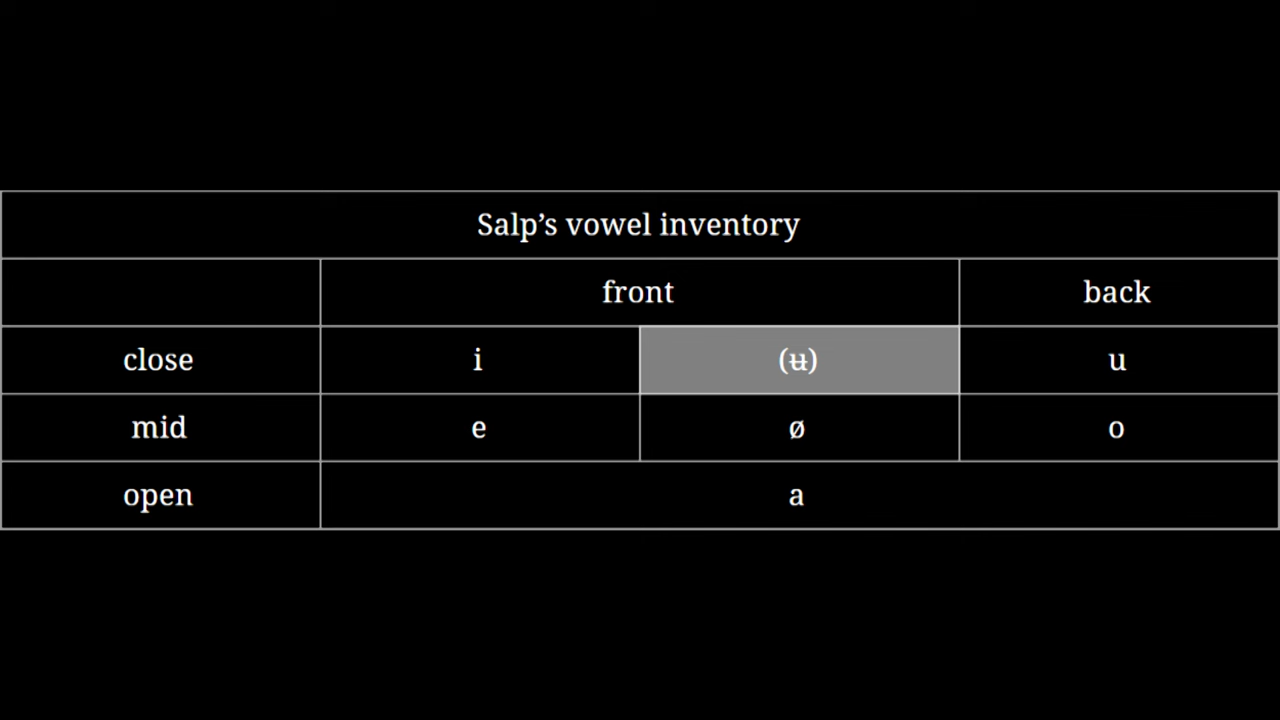 Salp’s vowel inventory
front back
close i (ʉ) u
mid e ø o
open a